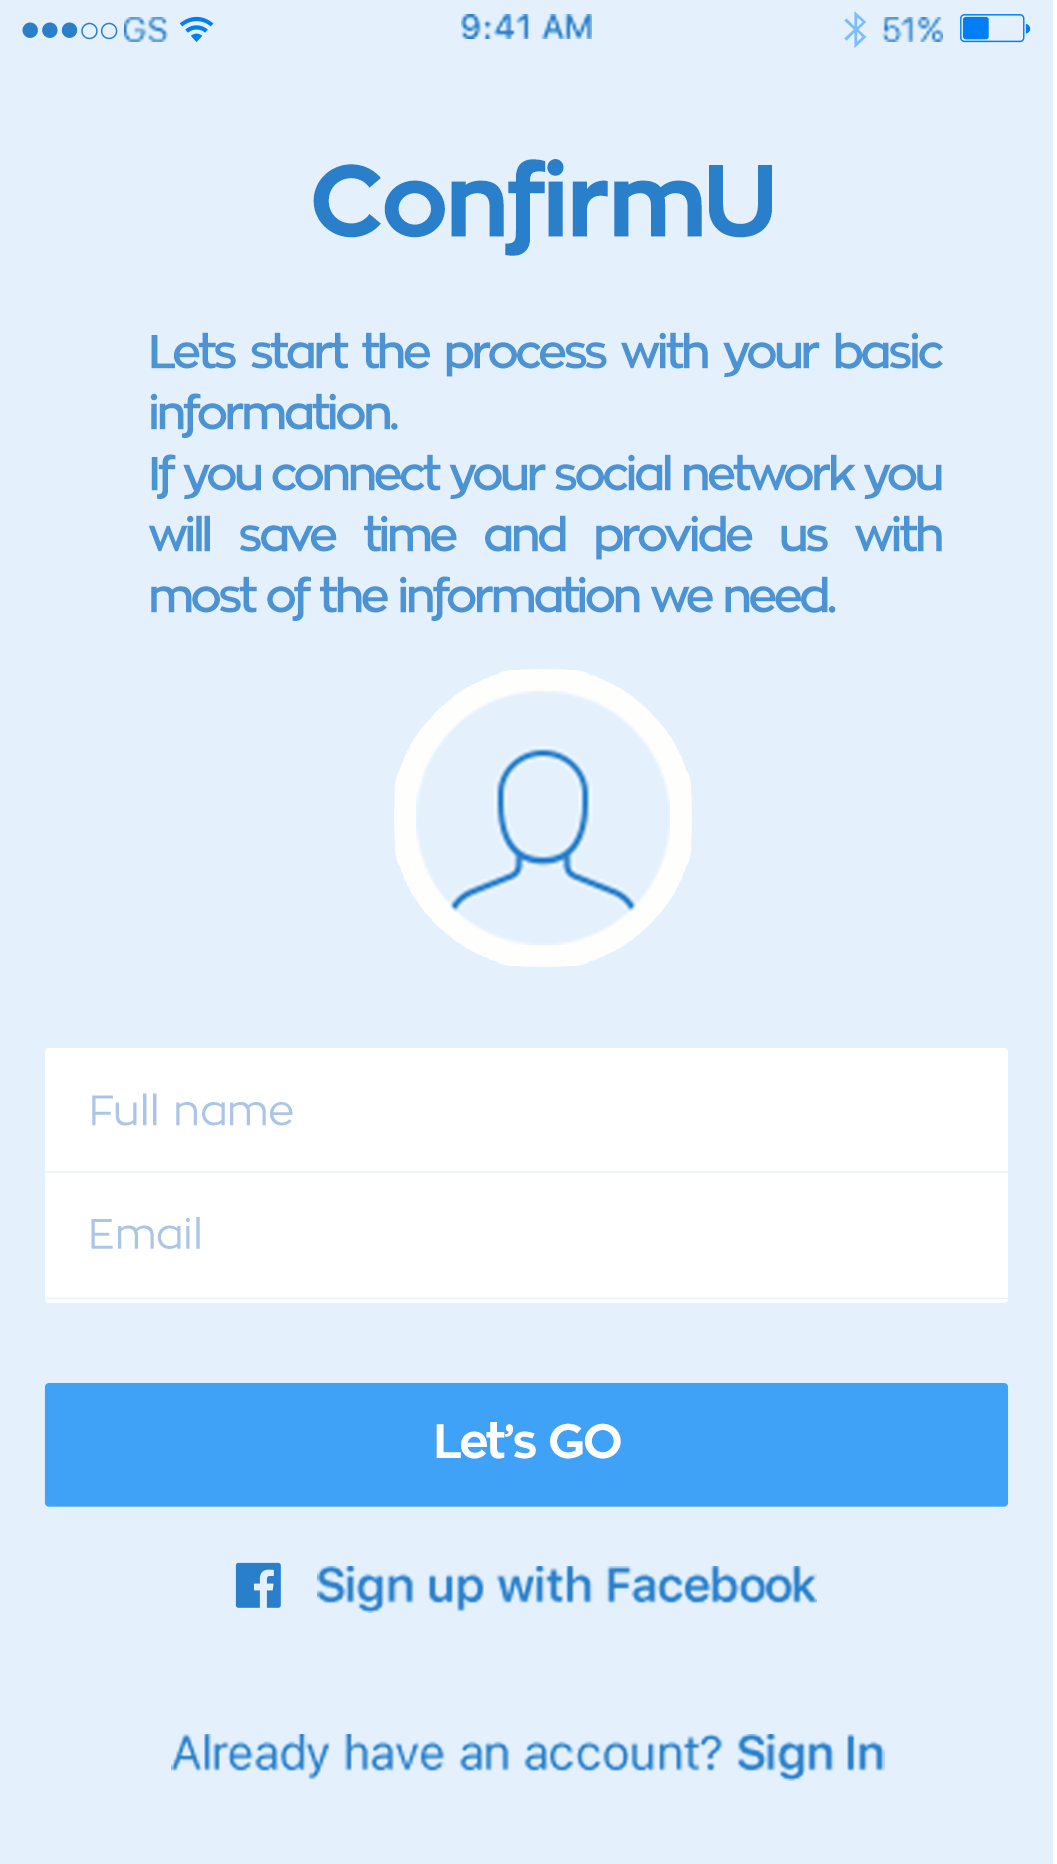 GS 9:41 AM 51%
ConfirmU
Lets start the process with your basic
information.
If you connect your social network you
will save time and provide us with
most of the information we need.
Full name
Email
Let's GO
Sign up with Facebook
Already have an account? Sign In